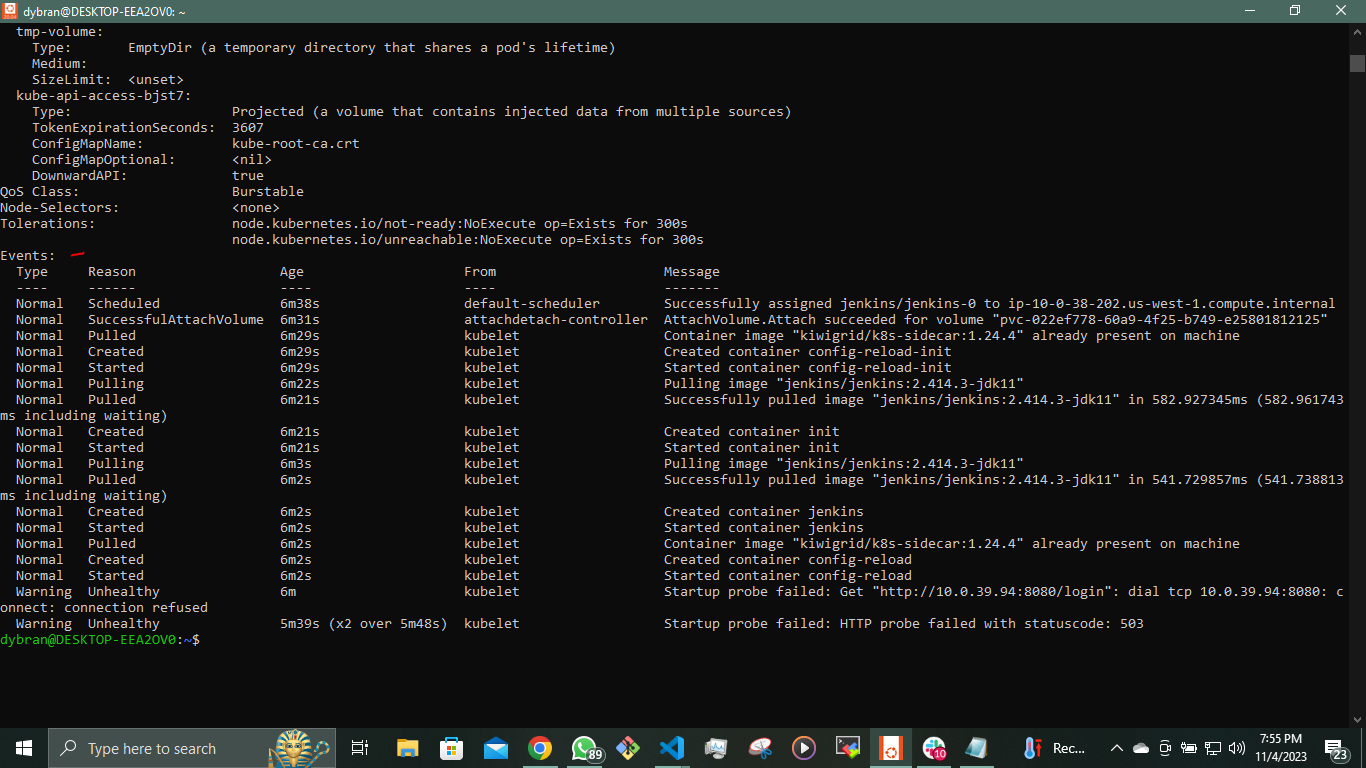 dybran@DESKTOP-EEA2OV0: ~
  tmp-volume:
    Type:       EmptyDir (a temporary directory that shares a pod's lifetime)
    Medium:
    SizeLimit:  <unset>
  kube-api-access-bjst7:
    Type:                    Projected (a volume that contains injected data from multiple sources)
    TokenExpirationSeconds:  3607
    ConfigMapName:           kube-root-ca.crt
    ConfigMapOptional:       <nil>
    DownwardAPI:             true
QoS Class:                   Burstable
Node-Selectors:              <none>
Tolerations:                 node.kubernetes.io/not-ready:NoExecute op=Exists for 300s
                             node.kubernetes.io/unreachable:NoExecute op=Exists for 300s
Events:
  Type     Reason                  Age                    From                     Message
  ----     ------                  ----                   ----                     -------
  Normal   Scheduled               6m38s                  default-scheduler        Successfully assigned jenkins/jenkins-0 to ip-10-0-38-202.us-west-1.compute.internal
  Normal   SuccessfulAttachVolume  6m31s                  attachdetach-controller  AttachVolume.Attach succeeded for volume "pvc-022ef778-60a9-4f25-b749-e25801812125"
  Normal   Pulled                  6m29s                  kubelet                  Container image "kiwigrid/k8s-sidecar:1.24.4" already present on machine
  Normal   Created                 6m29s                  kubelet                  Created container config-reload-init
  Normal   Started                 6m29s                  kubelet                  Started container config-reload-init
  Normal   Pulling                 6m22s                  kubelet                  Pulling image "jenkins/jenkins:2.414.3-jdk11"
  Normal   Pulled                  6m21s                  kubelet                  Successfully pulled image "jenkins/jenkins:2.414.3-jdk11" in 582.927345ms (582.961743
ms including waiting)
  Normal   Created                 6m21s                  kubelet                  Created container init
  Normal   Started                 6m21s                  kubelet                  Started container init
  Normal   Pulling                 6m3s                   kubelet                  Pulling image "jenkins/jenkins:2.414.3-jdk11"
  Normal   Pulled                  6m2s                   kubelet                  Successfully pulled image "jenkins/jenkins:2.414.3-jdk11" in 541.729857ms (541.738813
ms including waiting)
  Normal   Created                 6m2s                   kubelet                  Created container jenkins
  Normal   Started                 6m2s                   kubelet                  Started container jenkins
  Normal   Pulled                  6m2s                   kubelet                  Container image "kiwigrid/k8s-sidecar:1.24.4" already present on machine
  Normal   Created                 6m2s                   kubelet                  Created container config-reload
  Normal   Started                 6m2s                   kubelet                  Started container config-reload
  Warning  Unhealthy               6m                     kubelet                  Startup probe failed: Get "http://10.0.39.94:8080/login": dial tcp 10.0.39.94:8080: c
onnect: connection refused
  Warning  Unhealthy               5m39s (x2 over 5m48s)  kubelet                  Startup probe failed: HTTP probe failed with statuscode: 503
dybran@DESKTOP-EEA2OV0:~$
Type here to search
89
10
Rec...
7:55 PM
11/4/2023
23